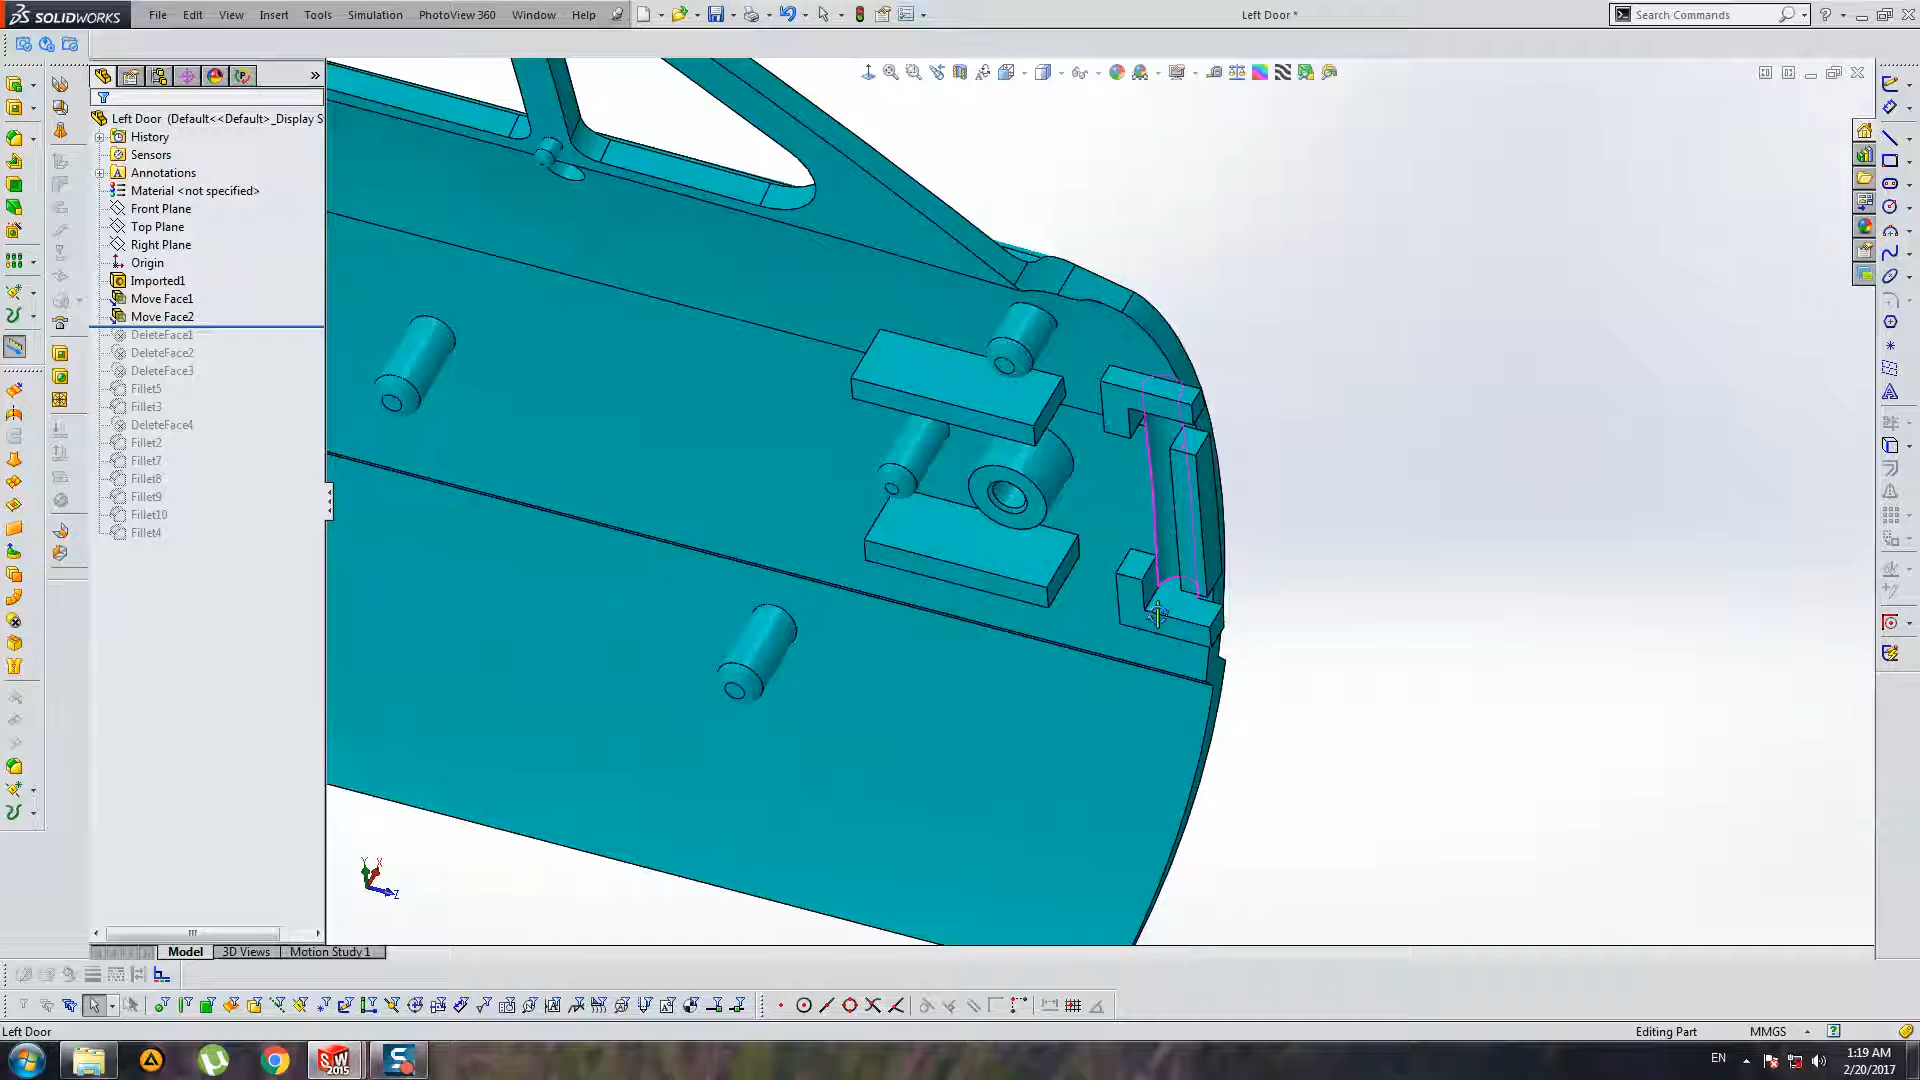 SOLIDWORKS File Edit View Insert Tools Simulation PhotoView 360 Window Help Left Door * Search Commands ?
Left Door (Default<<Default>_Display S
History
Sensors
A Annotations
Material <not specified>
Front Plane
Top Plane
Right Plane
Origin
Imported1
Move Face1
Move Face2
DeleteFace1
DeleteFace2
DeleteFace3
Fillet5
Fillet3
DeleteFace4
Fillet2
Fillet7
Fillet8
Fillet9
Fillet10
Fillet4
Y X
Z
Model 3D Views Motion Study 1
Left Door Editing Part MMGS ?
SW 2015 S EN 1:19 AM
2/20/2017